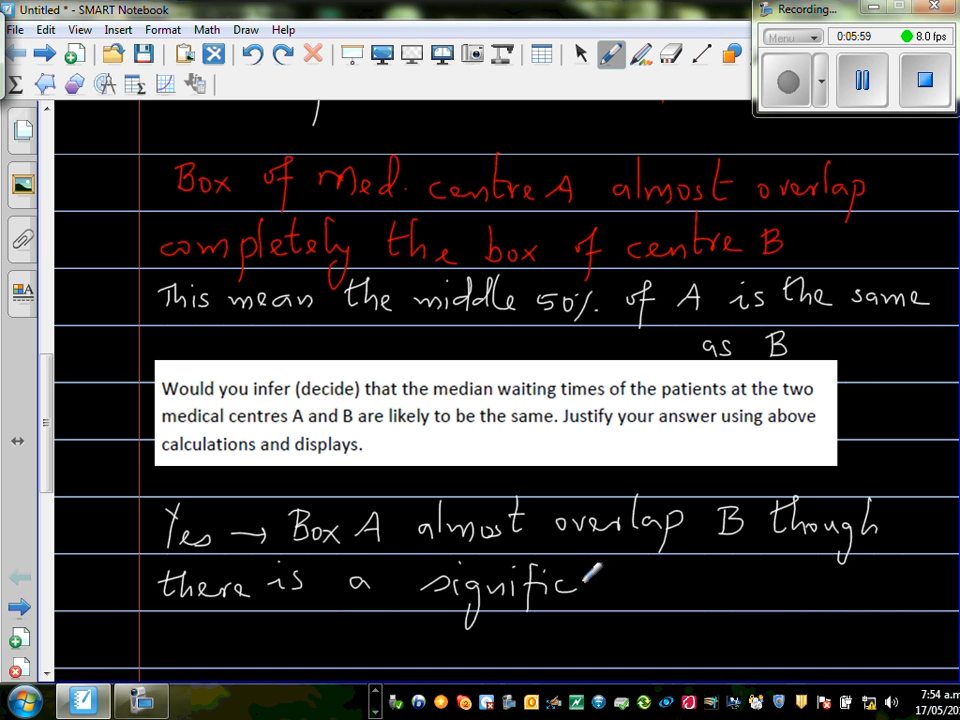 Untitled * - SMART Notebook
Recording...
File Edit View Insert Format Math Draw Help
Menu
0:05:59
8.0 fps
Box of Med. centre A almost overlap
completely the box of centre B
This mean the middle 50% of A is the same
as B
Would you infer (decide) that the median waiting times of the patients at the two
medical centres A and B are likely to be the same. Justify your answer using above
calculations and displays.
Yes → Box A almost overlap B though
there is a signific
7:54 a.m
17/05/20